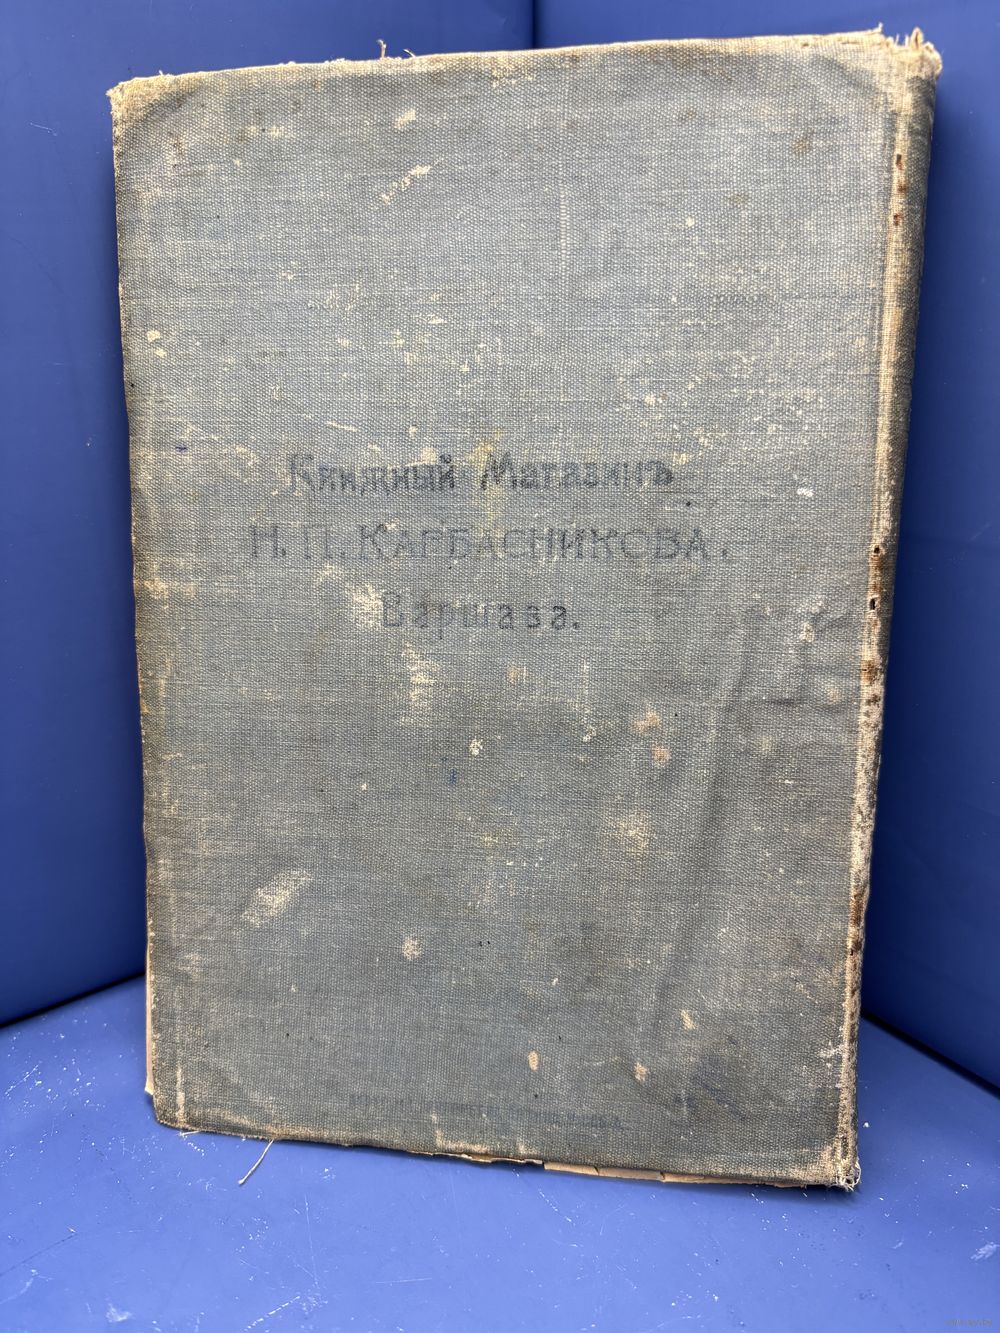 Книжный Магазинъ
Н. П. КАРБАСНИКОВА.
Варшава.